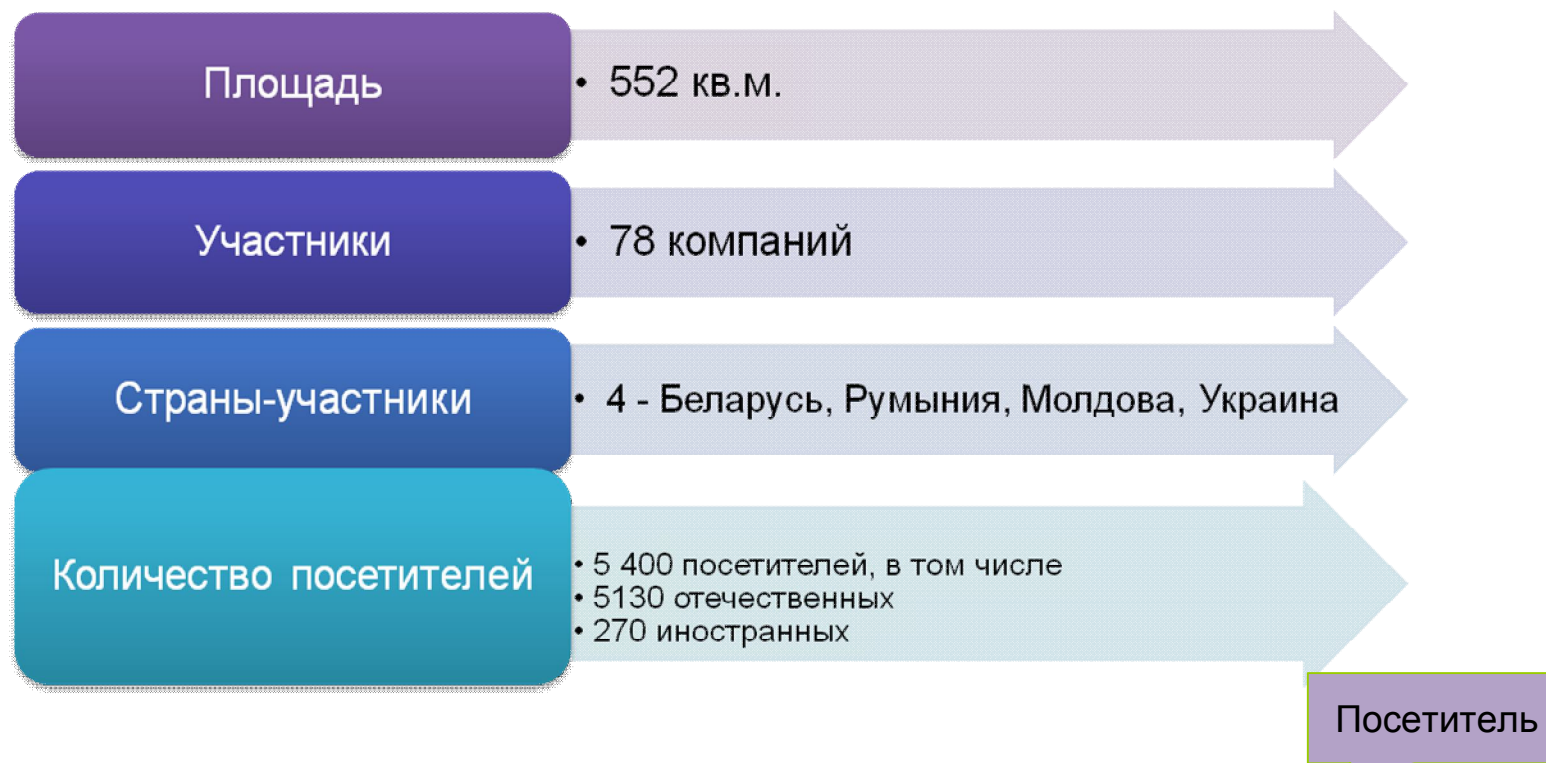 Площадь
• 552 кв.м.
Участники
• 78 компаний
Страны-участники
• 4 - Беларусь, Румыния, Молдова, Украина
Количество посетителей
• 5 400 посетителей, в том числе
• 5130 отечественных
• 270 иностранных
Посетитель